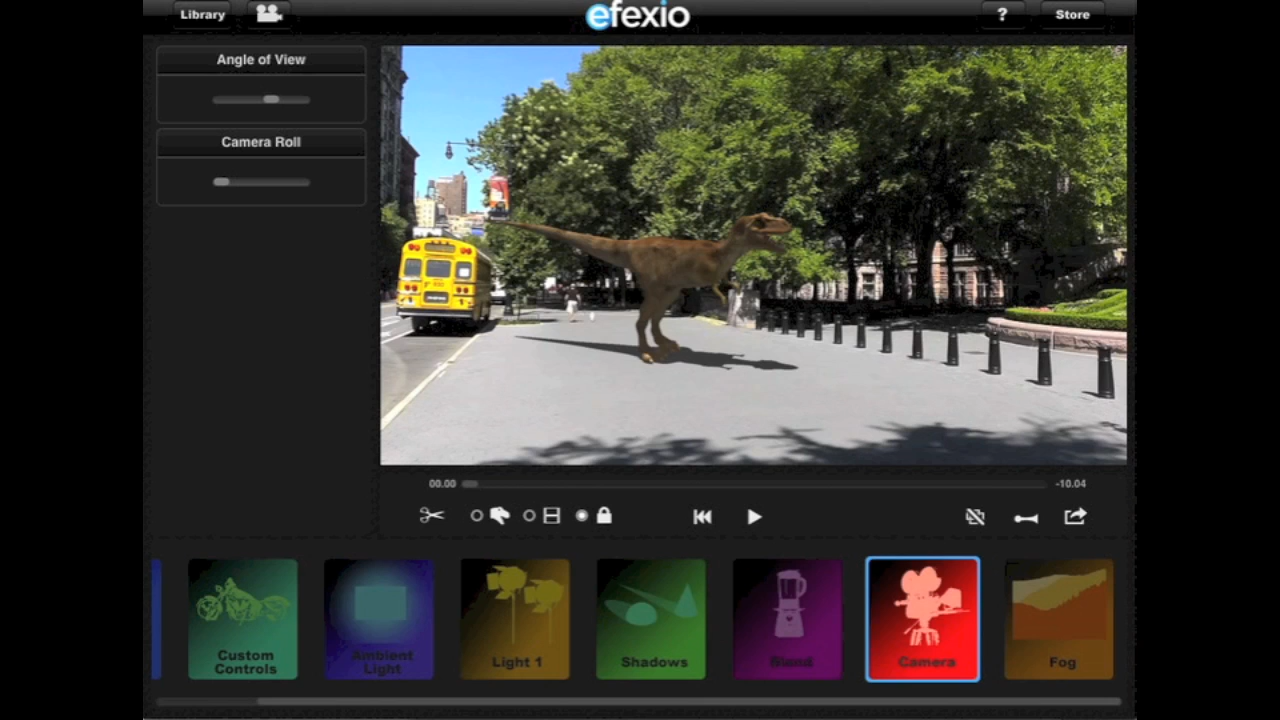 Library
efexio
?
Store
Angle of View
Camera Roll
00.00
-10.04
Custom
Controls
Ambient
Light
Light 1
Shadows
Blend
Camera
Fog